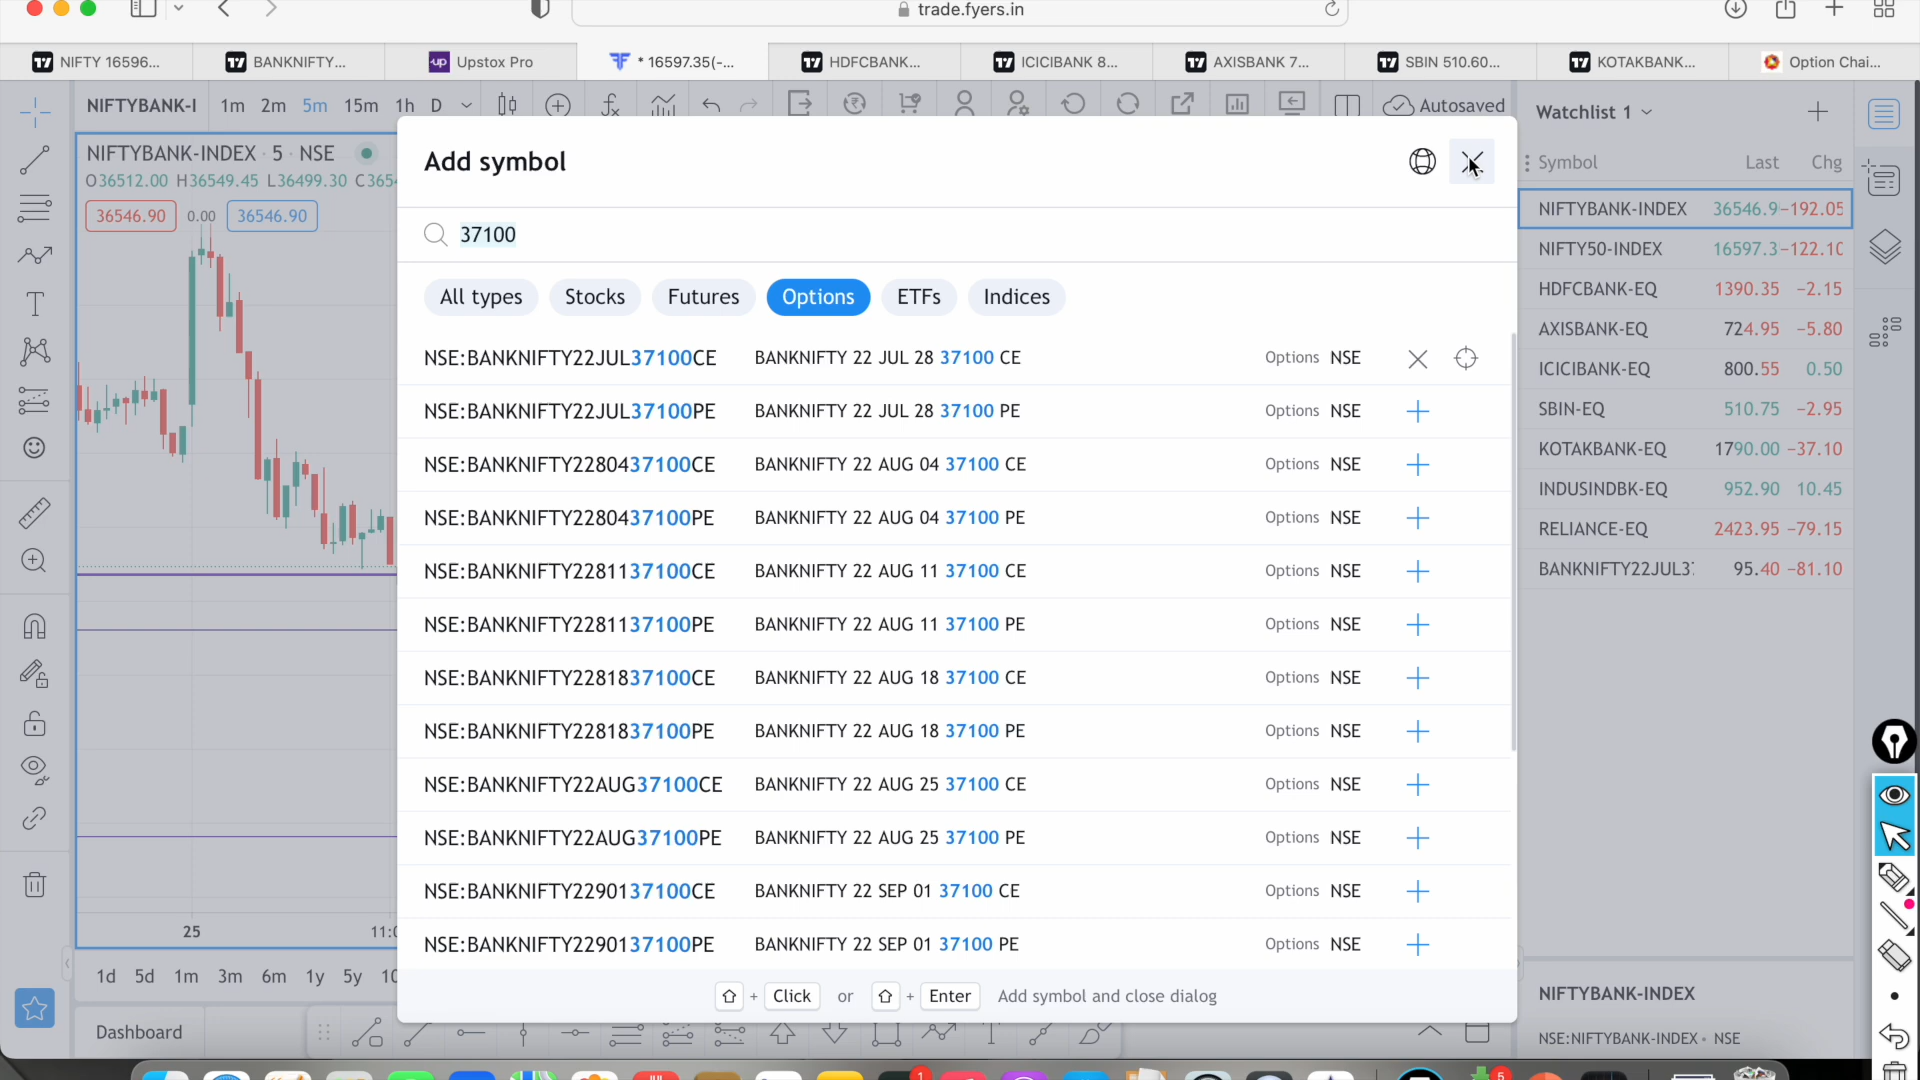 trade.fyers.in
NIFTY 16596...
BANKNIFTY...
up Upstox Pro
* 16597.35(-...
HDFCBANK...
ICICIBANK 8...
AXISBANK 7...
SBIN 510.60...
KOTAKBANK...
Option Chai...
NIFTYBANK-I 1m 2m 5m 15m 1h D
Autosaved
Watchlist 1
NIFTYBANK-INDEX · 5 · NSE
O36512.00 H36549.45 L36499.30 C365
36546.90 0.00 36546.90
Add symbol
37100
All types Stocks Futures Options ETFs Indices
NSE:BANKNIFTY22JUL37100CE BANKNIFTY 22 JUL 28 37100 CE Options NSE
NSE:BANKNIFTY22JUL37100PE BANKNIFTY 22 JUL 28 37100 PE Options NSE
NSE:BANKNIFTY2280437100CE BANKNIFTY 22 AUG 04 37100 CE Options NSE
NSE:BANKNIFTY2280437100PE BANKNIFTY 22 AUG 04 37100 PE Options NSE
NSE:BANKNIFTY2281137100CE BANKNIFTY 22 AUG 11 37100 CE Options NSE
NSE:BANKNIFTY2281137100PE BANKNIFTY 22 AUG 11 37100 PE Options NSE
NSE:BANKNIFTY2281837100CE BANKNIFTY 22 AUG 18 37100 CE Options NSE
NSE:BANKNIFTY2281837100PE BANKNIFTY 22 AUG 18 37100 PE Options NSE
NSE:BANKNIFTY22AUG37100CE BANKNIFTY 22 AUG 25 37100 CE Options NSE
NSE:BANKNIFTY22AUG37100PE BANKNIFTY 22 AUG 25 37100 PE Options NSE
NSE:BANKNIFTY2290137100CE BANKNIFTY 22 SEP 01 37100 CE Options NSE
NSE:BANKNIFTY2290137100PE BANKNIFTY 22 SEP 01 37100 PE Options NSE
+ Click or + Enter Add symbol and close dialog
Symbol Last Chg
NIFTYBANK-INDEX 36546.9 −192.05
NIFTY50-INDEX 16597.3 −122.10
HDFCBANK-EQ 1390.35 −2.15
AXISBANK-EQ 724.95 −5.80
ICICIBANK-EQ 800.55 0.50
SBIN-EQ 510.75 −2.95
KOTAKBANK-EQ 1790.00 −37.10
INDUSINDBK-EQ 952.90 10.45
RELIANCE-EQ 2423.95 −79.15
BANKNIFTY22JUL3 95.40 −81.10
25 11:0
1d 5d 1m 3m 6m 1y 5y 10
Dashboard
NIFTYBANK-INDEX
NSE:NIFTYBANK-INDEX • NSE
1
5